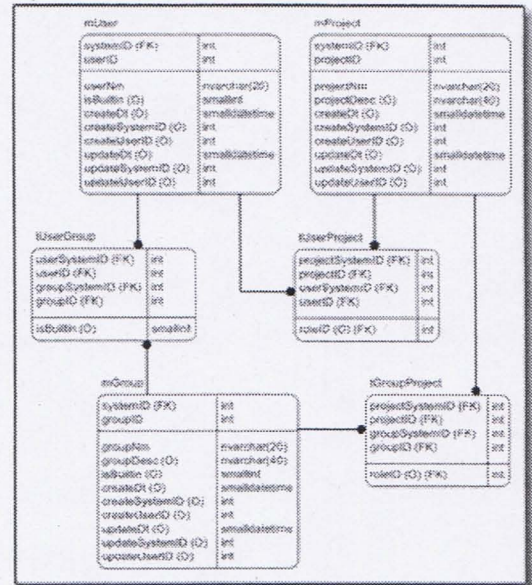 mUser
systemID (FK) int
userID int
userNm nvarchar(20)
isBuiltin (O) smallint
createDt (O) smalldatetime
createSystemID (O) int
createUserID (O) int
updateDt (O) smalldatetime
updateSystemID (O) int
updateUserID (O) int
mProject
systemID (FK) int
projectID int
projectNm nvarchar(20)
projectDesc (O) nvarchar(40)
createDt (O) smalldatetime
createSystemID (O) int
createUserID (O) int
updateDt (O) smalldatetime
updateSystemID (O) int
updateUserID (O) int
tUserGroup
userSystemID (FK) int
userID (FK) int
groupSystemID (FK) int
groupID (FK) int
isBuiltin (O) smallint
tUserProject
projectSystemID (FK) int
projectID (FK) int
userSystemID (FK) int
userID (FK) int
roleID (O) (FK) int
mGroup
systemID (FK) int
groupID int
groupNm nvarchar(20)
groupDesc (O) nvarchar(40)
isBuiltin (O) smallint
createDt (O) smalldatetime
createSystemID (O) int
createUserID (O) int
updateDt (O) smalldatetime
updateSystemID (O) int
updateUserID (O) int
tGroupProject
projectSystemID (FK) int
projectID (FK) int
groupSystemID (FK) int
groupID (FK) int
roleID (O) (FK) int